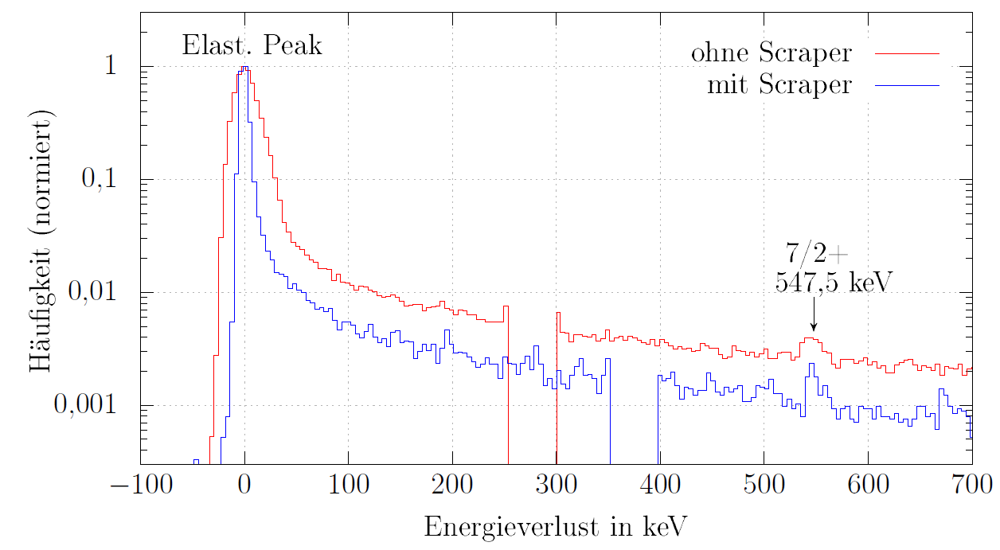 Elast. Peak
ohne Scraper
mit Scraper
7/2+
547,5 keV
Häufigkeit (normiert)
1
0,1
0,01
0,001
−100 0 100 200 300 400 500 600 700
Energieverlust in keV